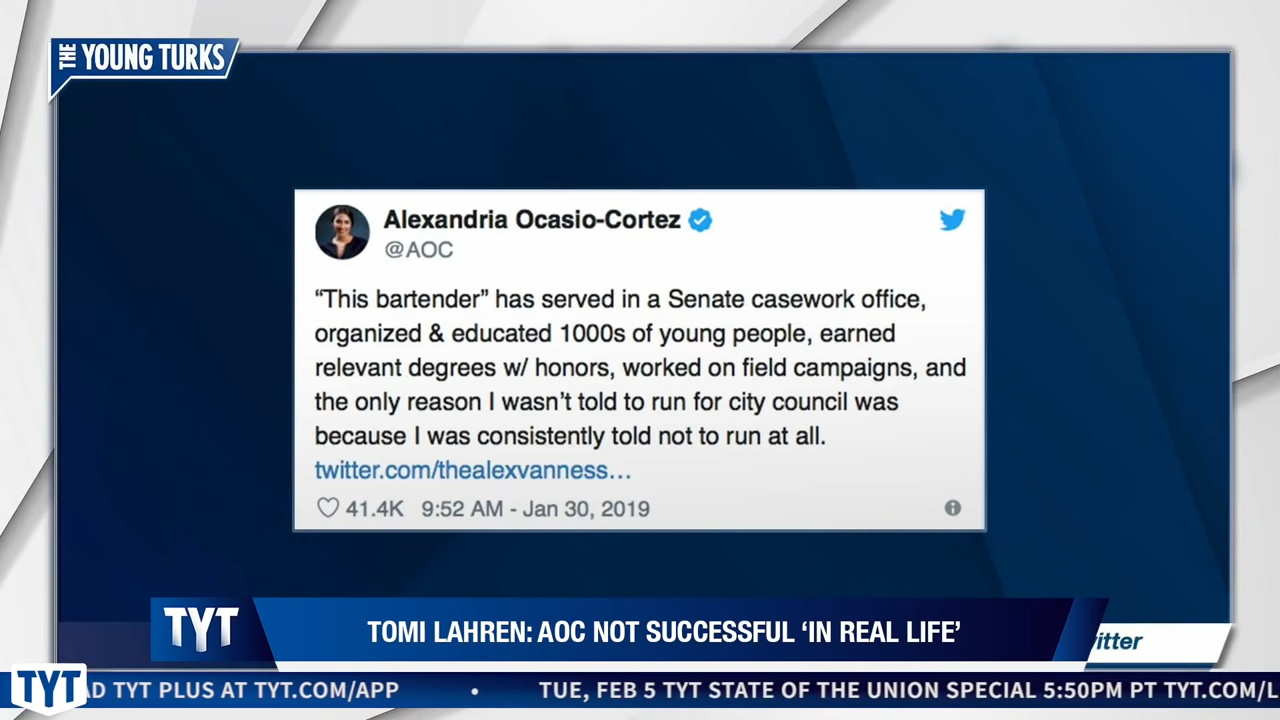 THE YOUNG TURKS
Alexandria Ocasio-Cortez
@AOC
“This bartender” has served in a Senate casework office,
organized & educated 1000s of young people, earned
relevant degrees w/ honors, worked on field campaigns, and
the only reason I wasn’t told to run for city council was
because I was consistently told not to run at all.
twitter.com/thealexvanness…
41.4K 9:52 AM - Jan 30, 2019
TYT
TOMI LAHREN: AOC NOT SUCCESSFUL ‘IN REAL LIFE’
itter
TYT
AD TYT PLUS AT TYT.COM/APP • TUE, FEB 5 TYT STATE OF THE UNION SPECIAL 5:50PM PT TYT.COM/L